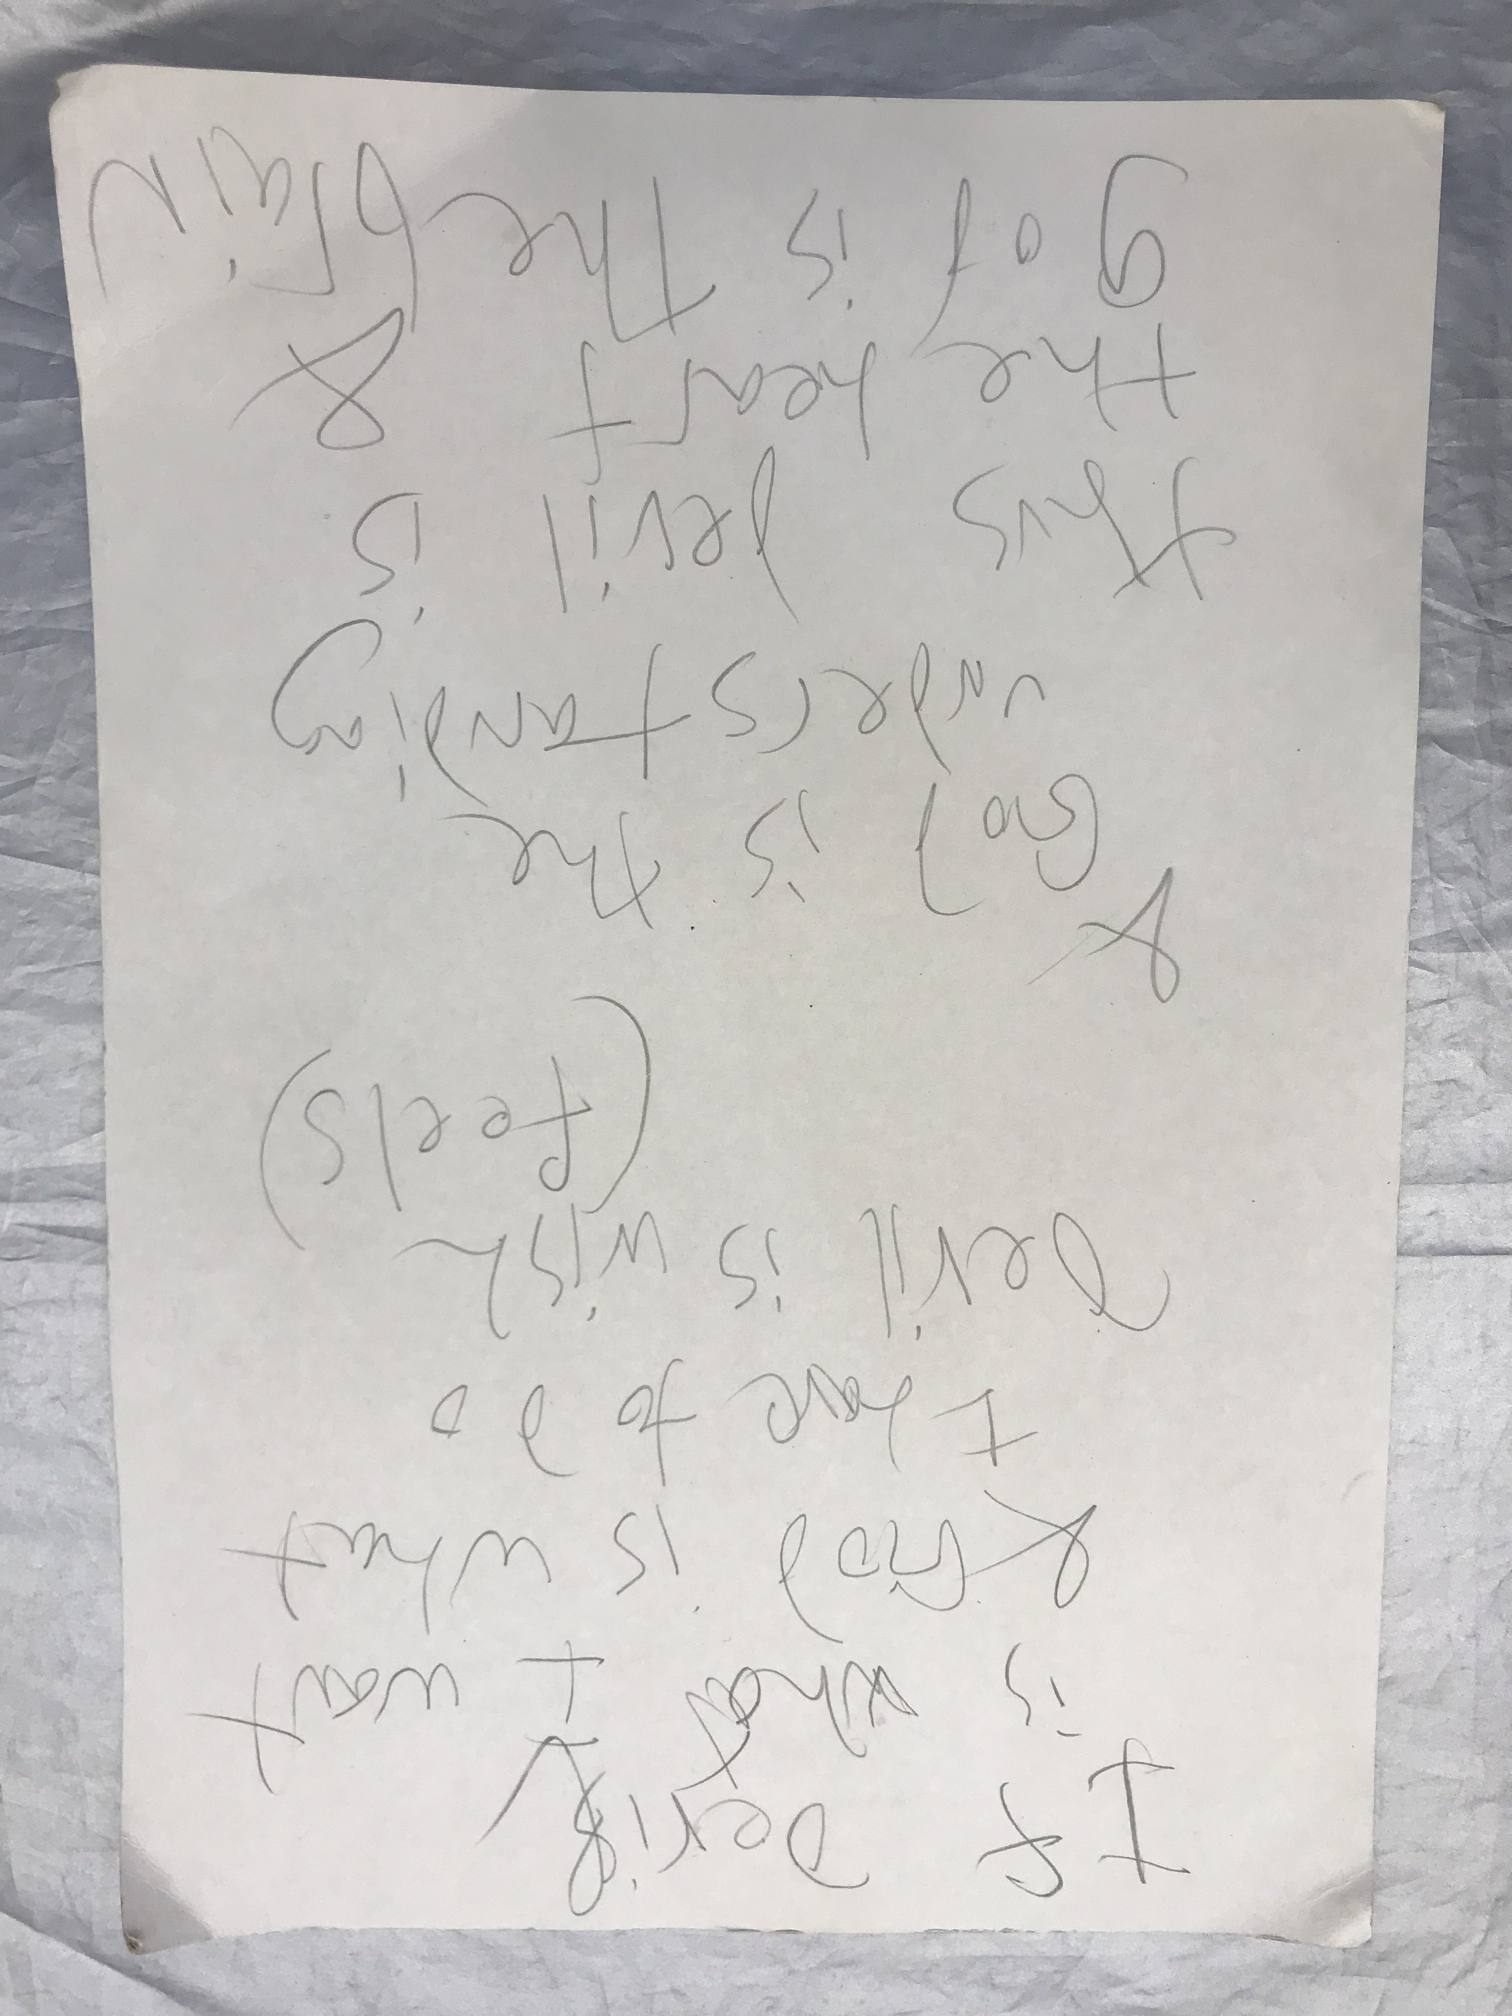 If Devil
is what I want
& God is what
I have to do
Devil is wish
(feels)
&
God is the
understanding
thus Devil is
the heart &
god is the brain